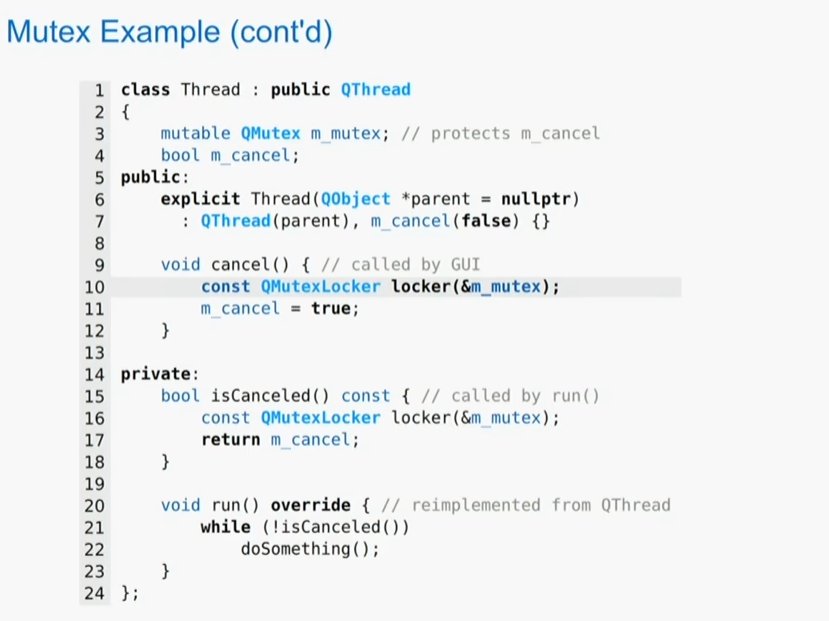 Mutex Example (cont'd)
1 class Thread : public QThread
2 {
3     mutable QMutex m_mutex; // protects m_cancel
4     bool m_cancel;
5 public:
6     explicit Thread(QObject *parent = nullptr)
7       : QThread(parent), m_cancel(false) {}
8
9     void cancel() { // called by GUI
10         const QMutexLocker locker(&m_mutex);
11         m_cancel = true;
12     }
13
14 private:
15     bool isCanceled() const { // called by run()
16         const QMutexLocker locker(&m_mutex);
17         return m_cancel;
18     }
19
20     void run() override { // reimplemented from QThread
21         while (!isCanceled())
22             doSomething();
23     }
24 };